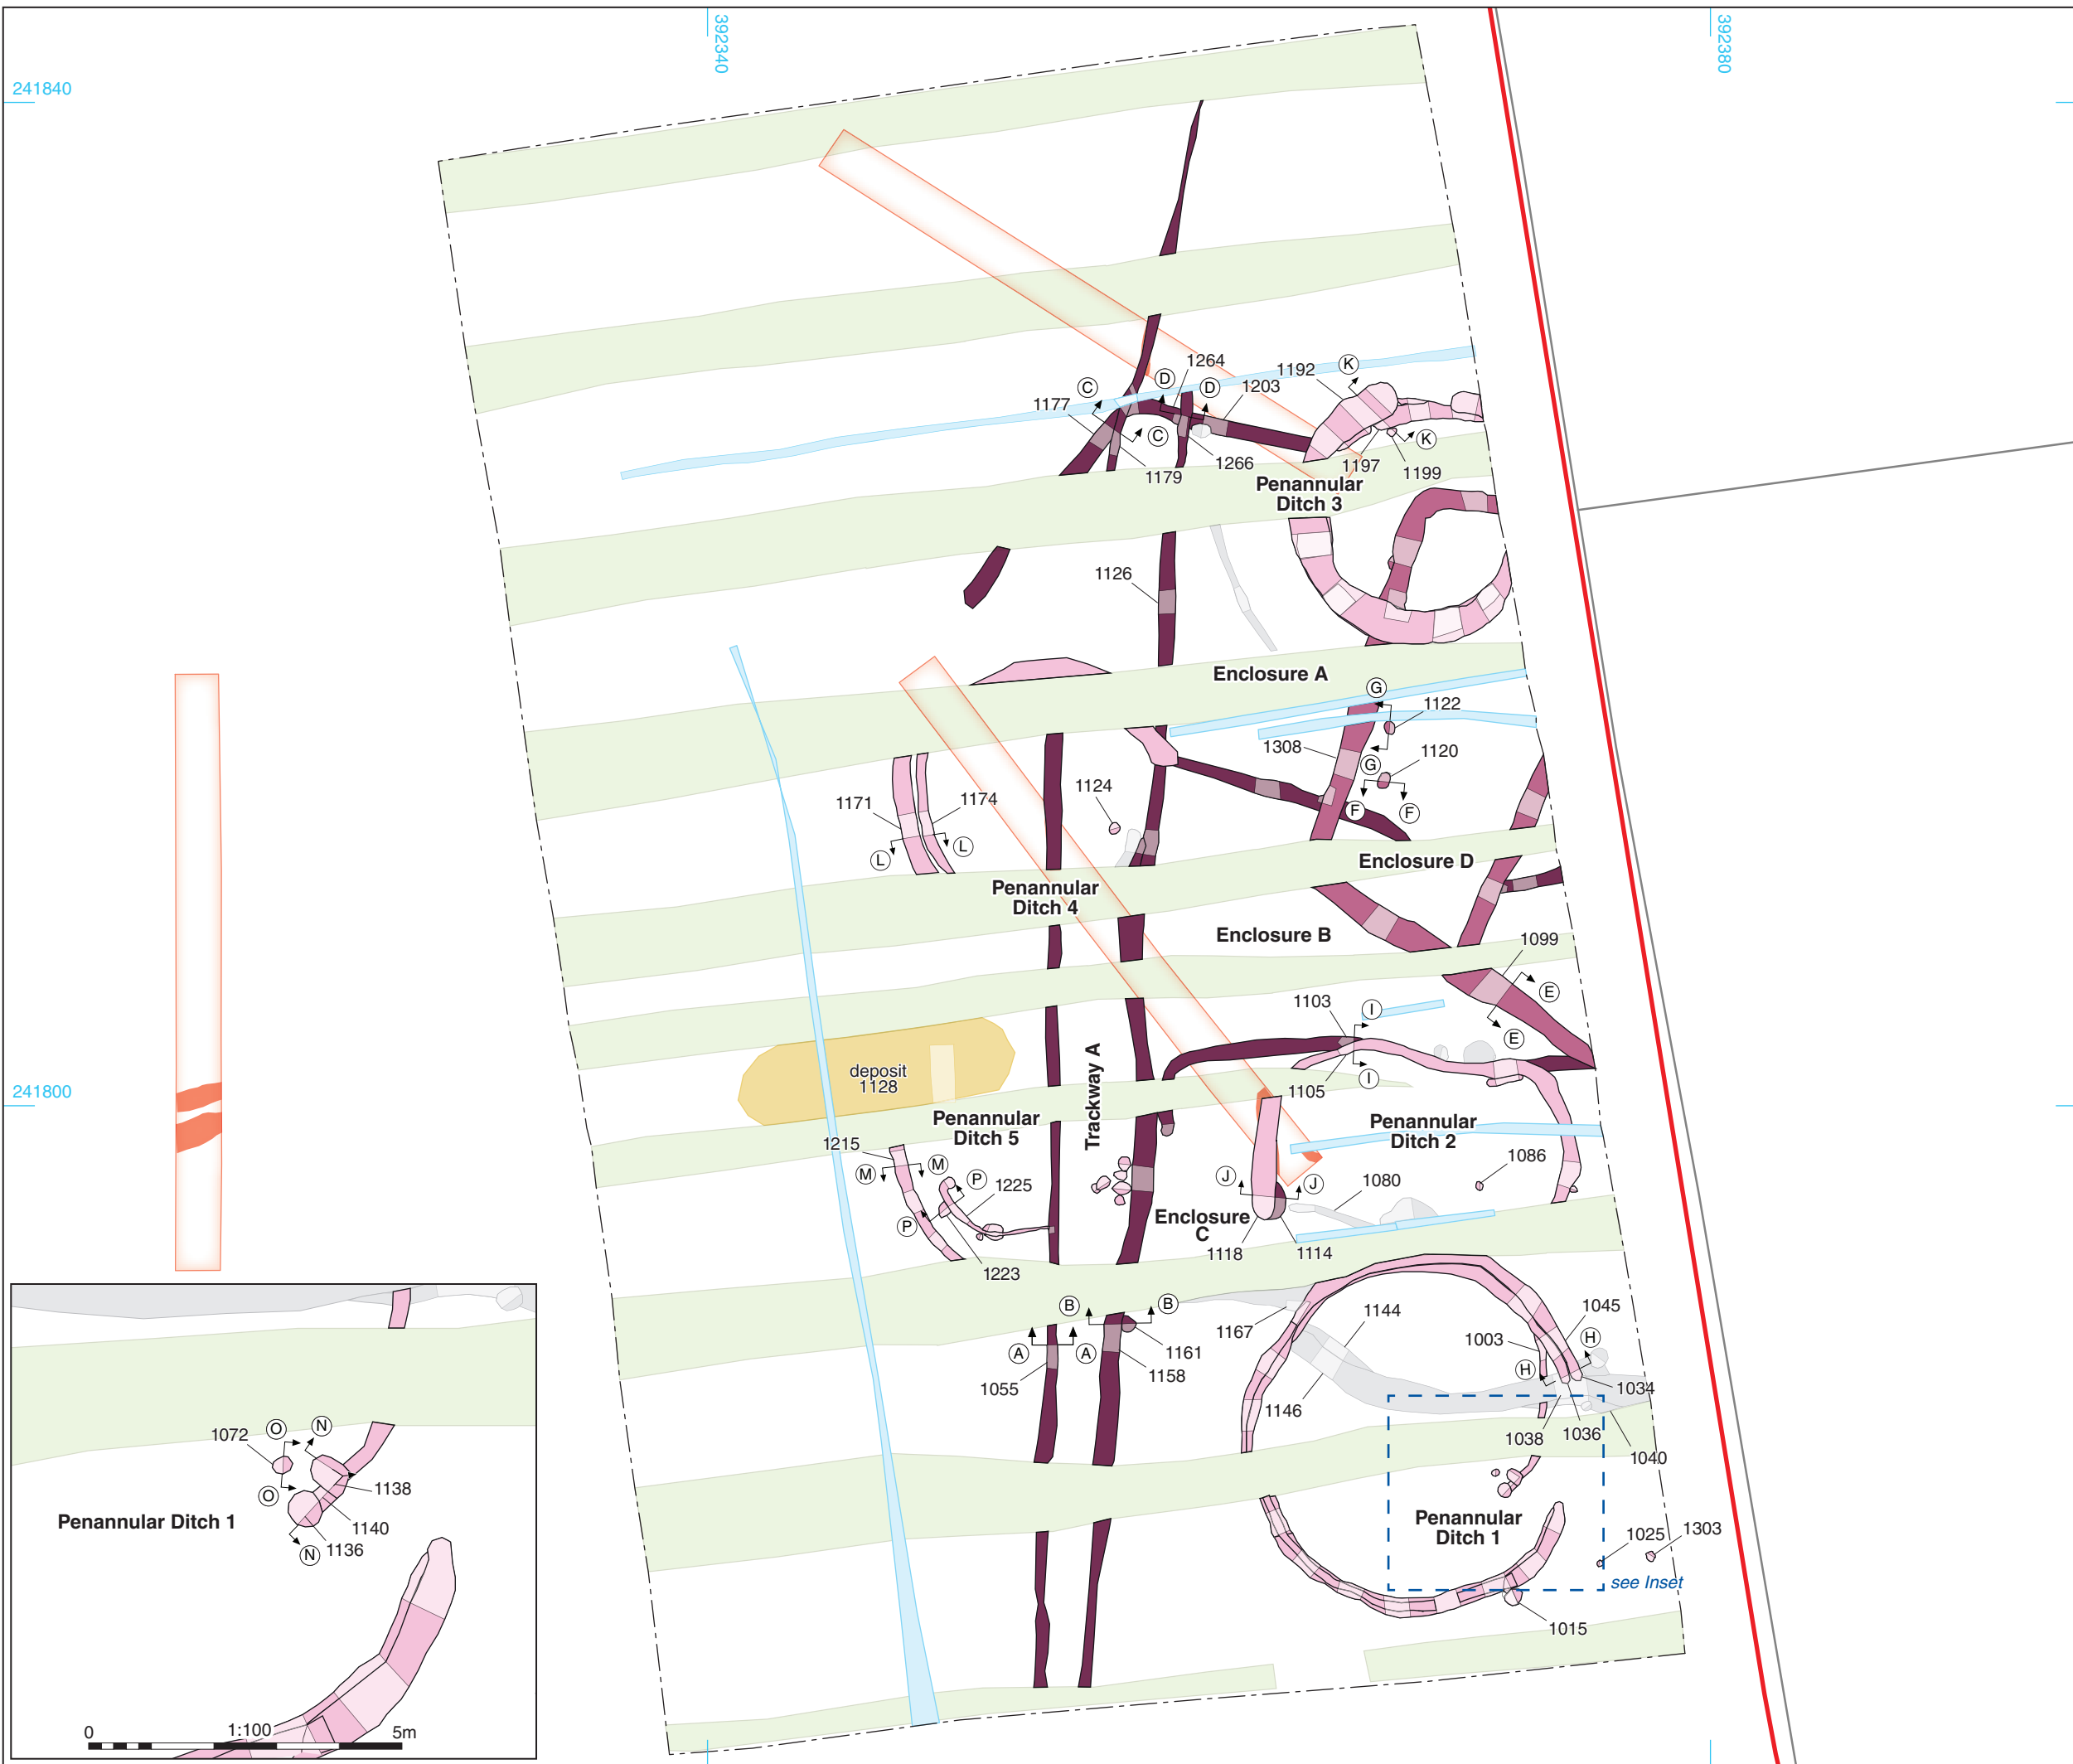 392340
392380
241840
1264
1192
K
C
D
D
1203
1177
C
K
1266
1197
1199
1179
Penannular
Ditch 3
1126
Enclosure A
G
1122
1308
1120
G
1124
1171
1174
F
F
L
L
Enclosure D
Penannular
Ditch 4
Enclosure B
1099
E
1103
I
E
Trackway A
deposit
1128
I
1105
241800
Penannular
Ditch 5
Penannular
Ditch 2
1215
M
M
P
1225
J
J
1086
1080
P
Enclosure
C
1118
1114
1223
B
B
1144
1045
1167
1003
H
A
A
1161
H
1158
1055
1034
1146
1038
1036
1040
Penannular
Ditch 1
1025
1303
see Inset
1015
O
N
1072
O
1138
Penannular Ditch 1
1140
N
1136
0
1:100
5m